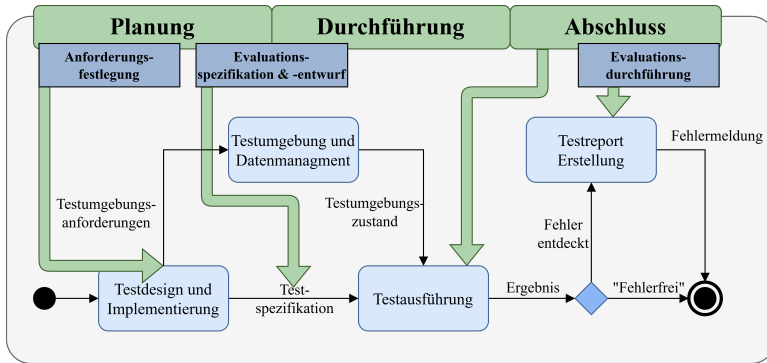 Planung
Durchführung
Abschluss
Anforderungs-
festlegung
Evaluations-
spezifikation & -entwurf
Evaluations-
durchführung
Testumgebung und
Datenmanagment
Testreport
Erstellung
Fehlermeldung
Testumgebungs-
anforderungen
Testumgebungs-
zustand
Fehler
entdeckt
Testdesign und
Implementierung
Test-
spezifikation
Testausführung
Ergebnis
"Fehlerfrei"